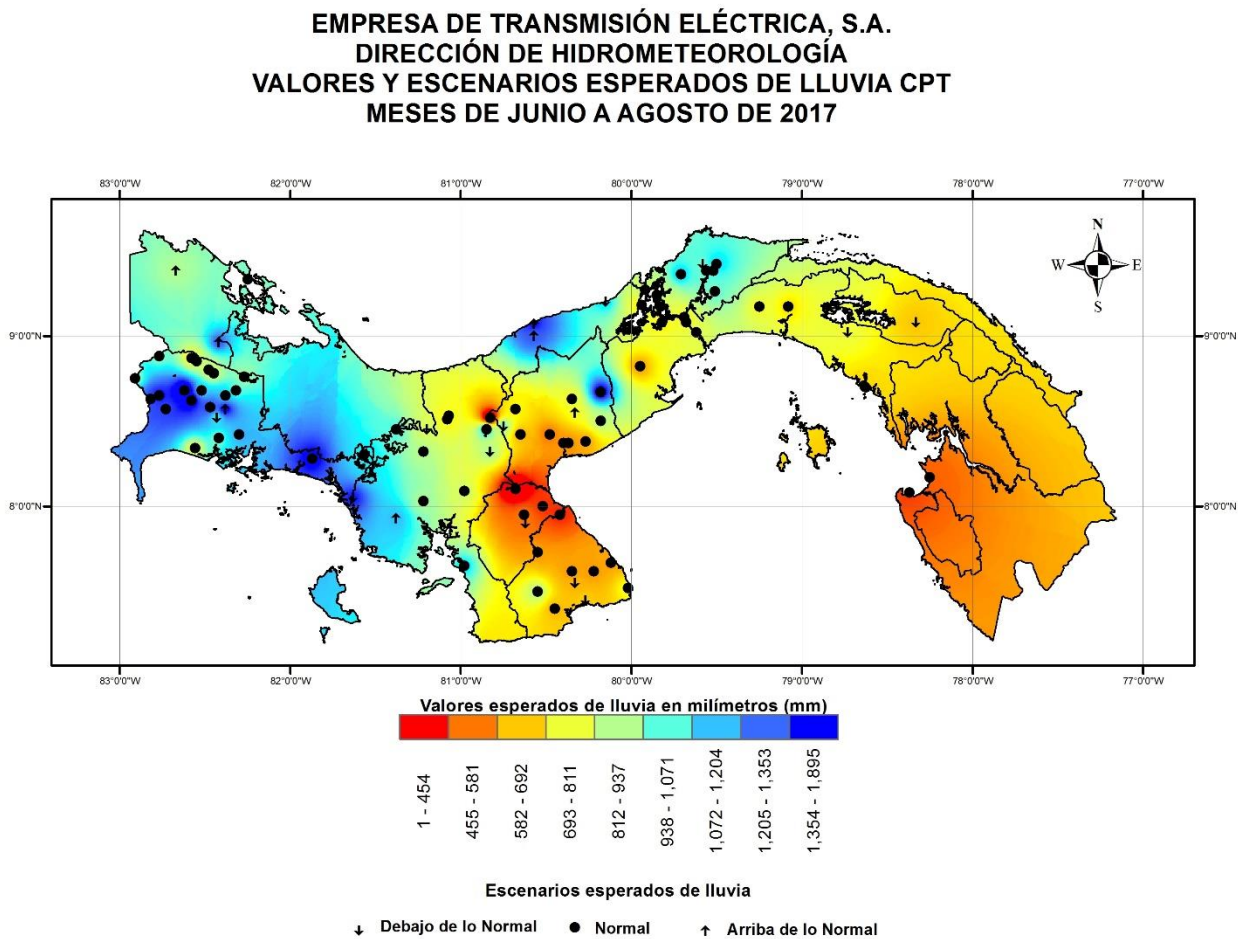 EMPRESA DE TRANSMISIÓN ELÉCTRICA, S.A.
DIRECCIÓN DE HIDROMETEOROLOGÍA
VALORES Y ESCENARIOS ESPERADOS DE LLUVIA CPT
MESES DE JUNIO A AGOSTO DE 2017
83°0'0"W 82°0'0"W 81°0'0"W 80°0'0"W 79°0'0"W 78°0'0"W 77°0'0"W
N
W E
S
9°0'0"N 9°0'0"N
8°0'0"N 8°0'0"N
83°0'0"W 82°0'0"W 81°0'0"W 80°0'0"W 79°0'0"W 78°0'0"W 77°0'0"W
Valores esperados de lluvia en milímetros (mm)
1 - 454
455 - 581
582 - 692
693 - 811
812 - 937
938 - 1,071
1,072 - 1,204
1,205 - 1,353
1,354 - 1,895
Escenarios esperados de lluvia
Debajo de lo Normal Normal Arriba de lo Normal